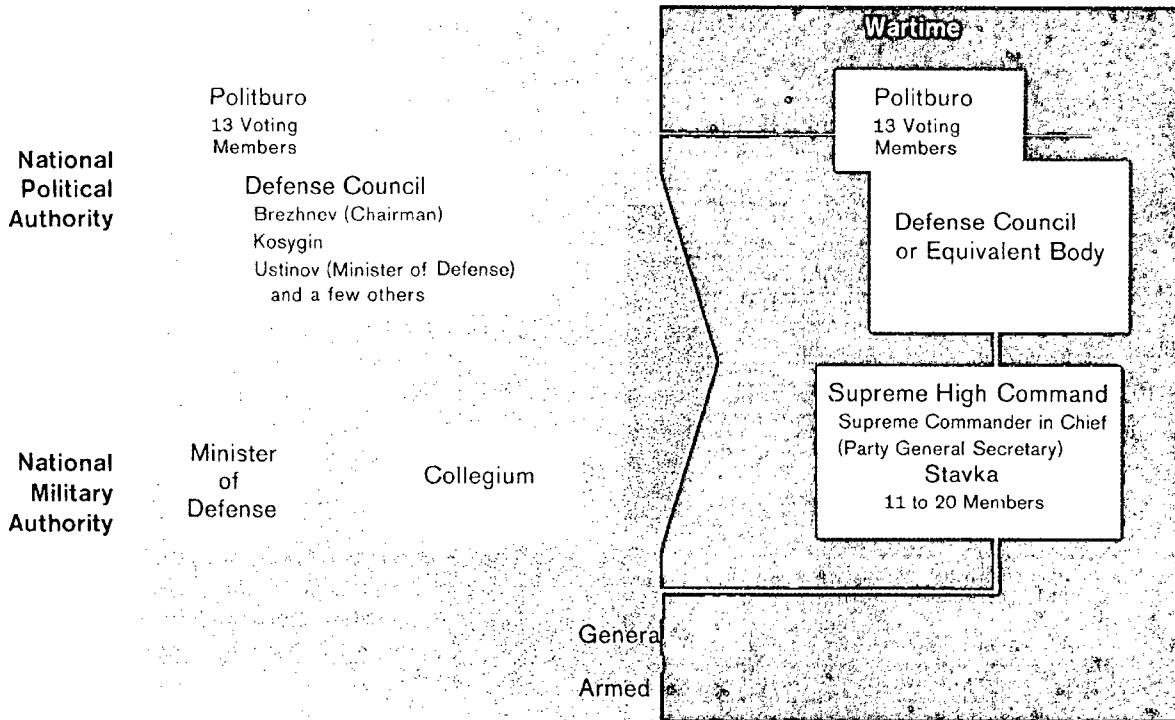 Wartime
National
Political
Authority
Politburo
13 Voting
Members
Defense Council
Brezhnev (Chairman)
Kosygin
Ustinov (Minister of Defense)
and a few others
Politburo
13 Voting
Members
Defense Council
or Equivalent Body
National
Military
Authority
Minister
of
Defense
Collegium
Supreme High Command
Supreme Commander in Chief
(Party General Secretary)
Stavka
11 to 20 Members
Genera
Armed